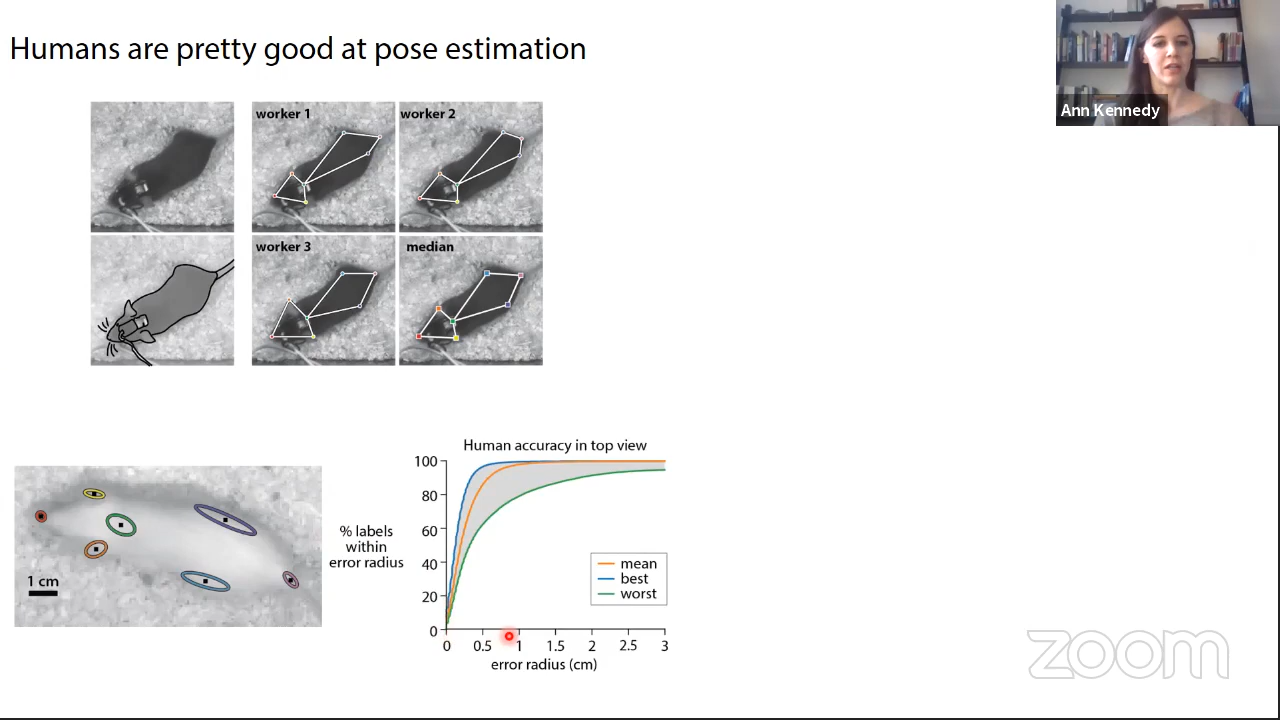 Humans are pretty good at pose estimation
Ann Kennedy
worker 1
worker 2
worker 3
median
1 cm
Human accuracy in top view
% labels
within
error radius
100
80
60
40
20
0
mean
best
worst
0 0.5 1 1.5 2 2.5 3
error radius (cm)
zoom